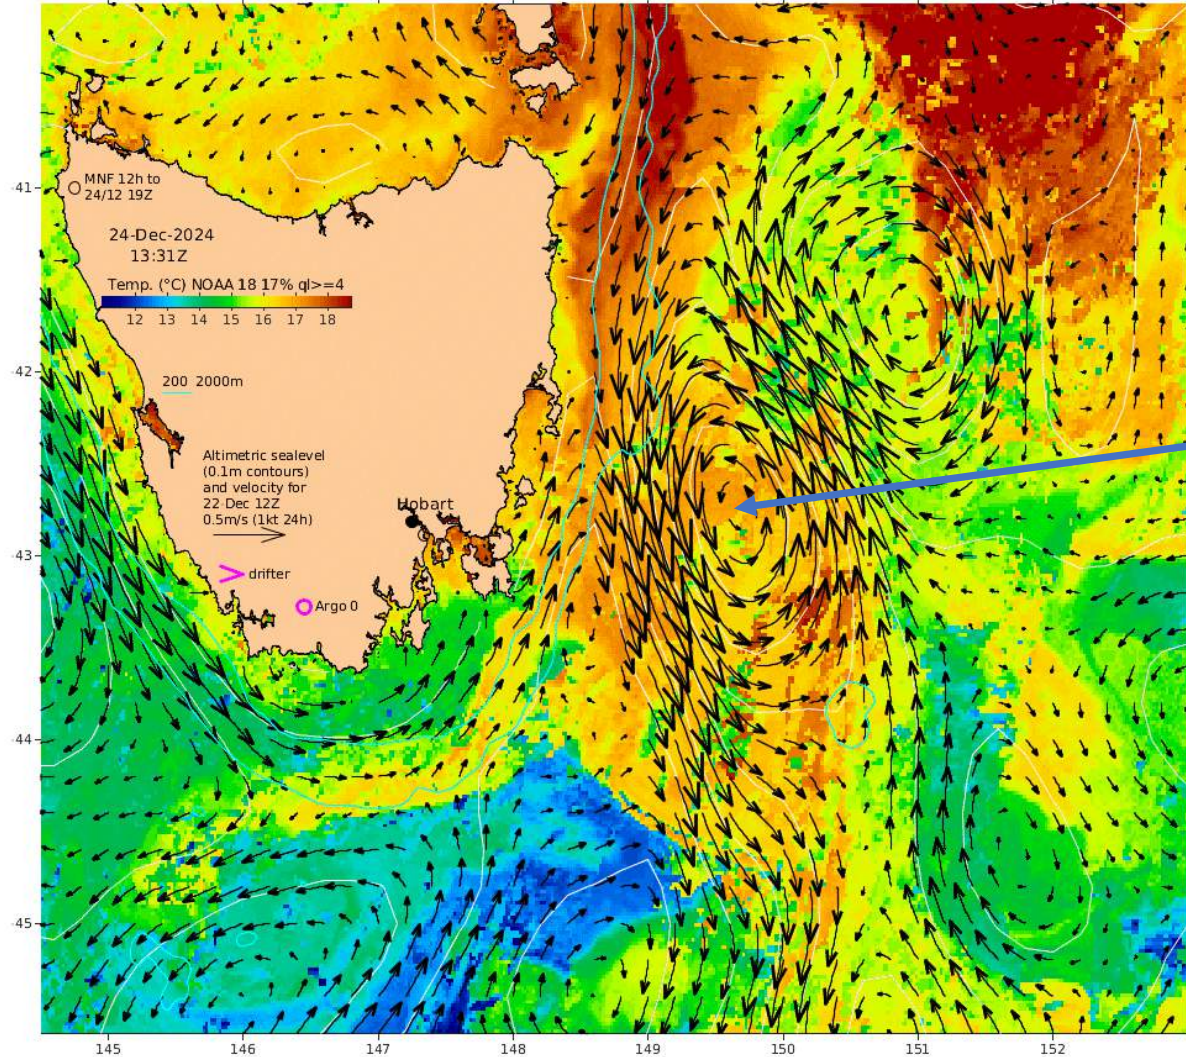 -41
-42
-43
-44
-45
MNF 12h to
24/12 19Z
24-Dec-2024
13:31Z
Temp. (°C) NOAA 18 17% ql>=4
12 13 14 15 16 17 18
200 2000m
Altimetric sealevel
(0.1m contours)
and velocity for
22-Dec 12Z
0.5m/s (1kt 24h)
Hobart
drifter
Argo 0
145 146 147 148 149 150 151 152